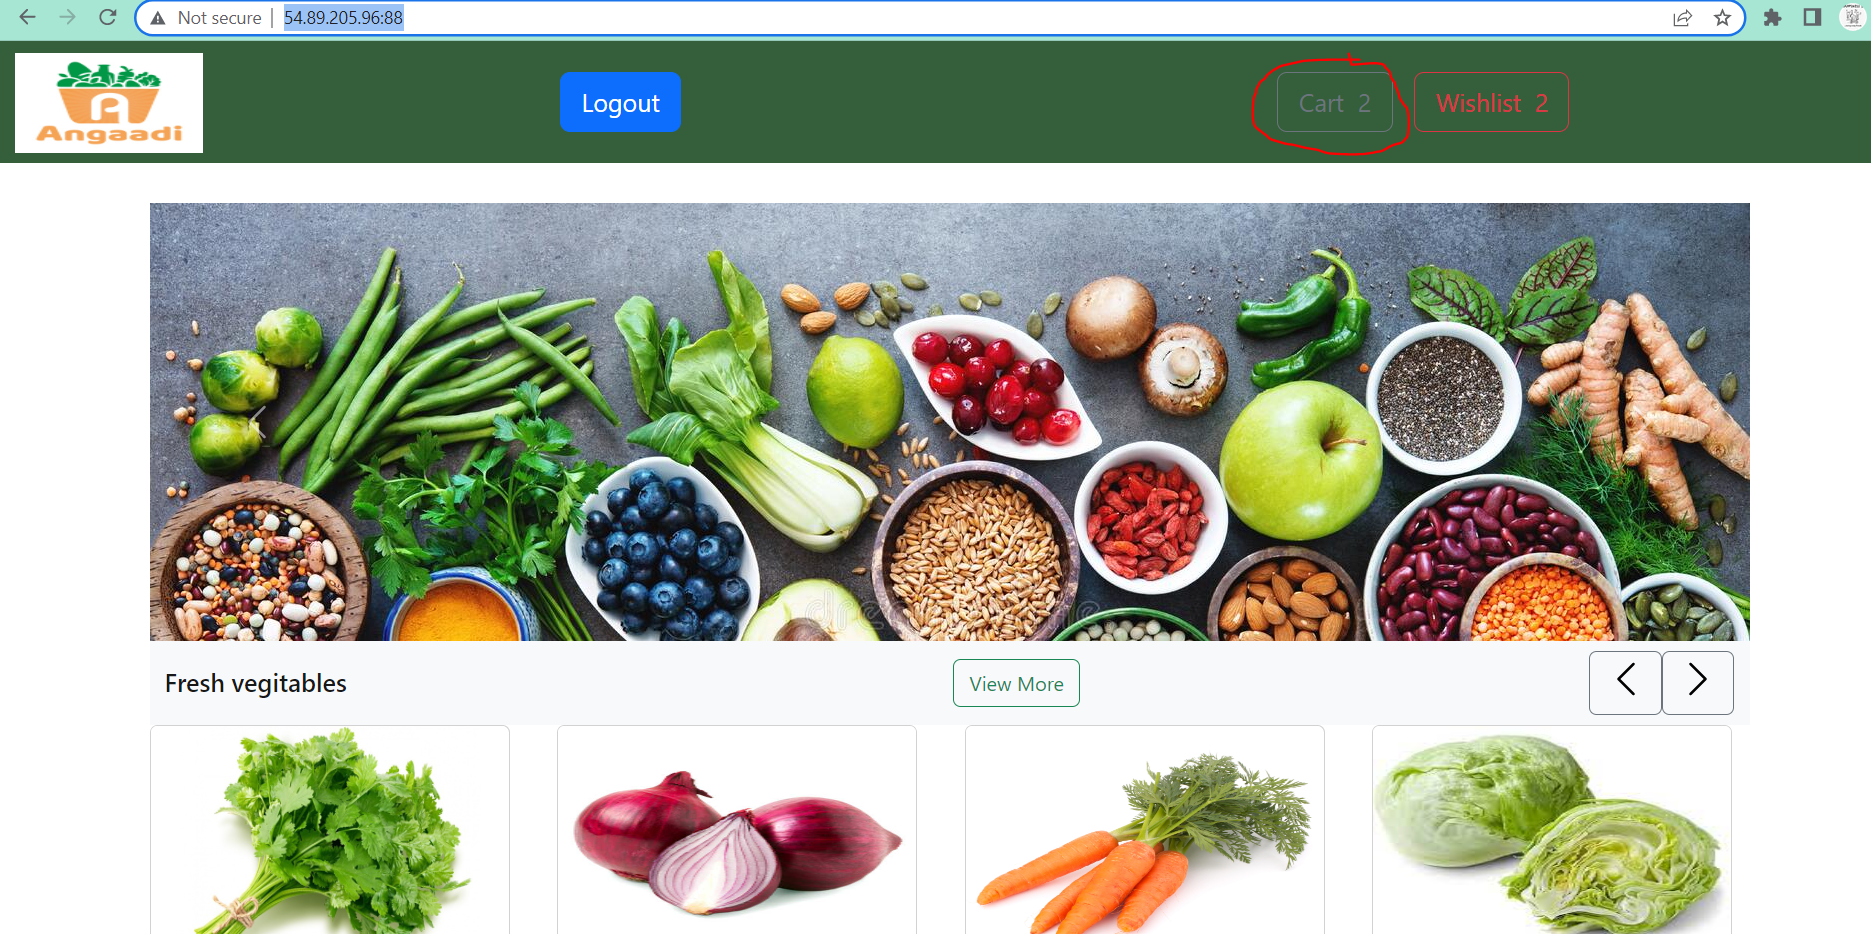 Not secure | 54.89.205.96:88
Angaadi
Logout
Cart 2
Wishlist 2
Fresh vegitables
View More